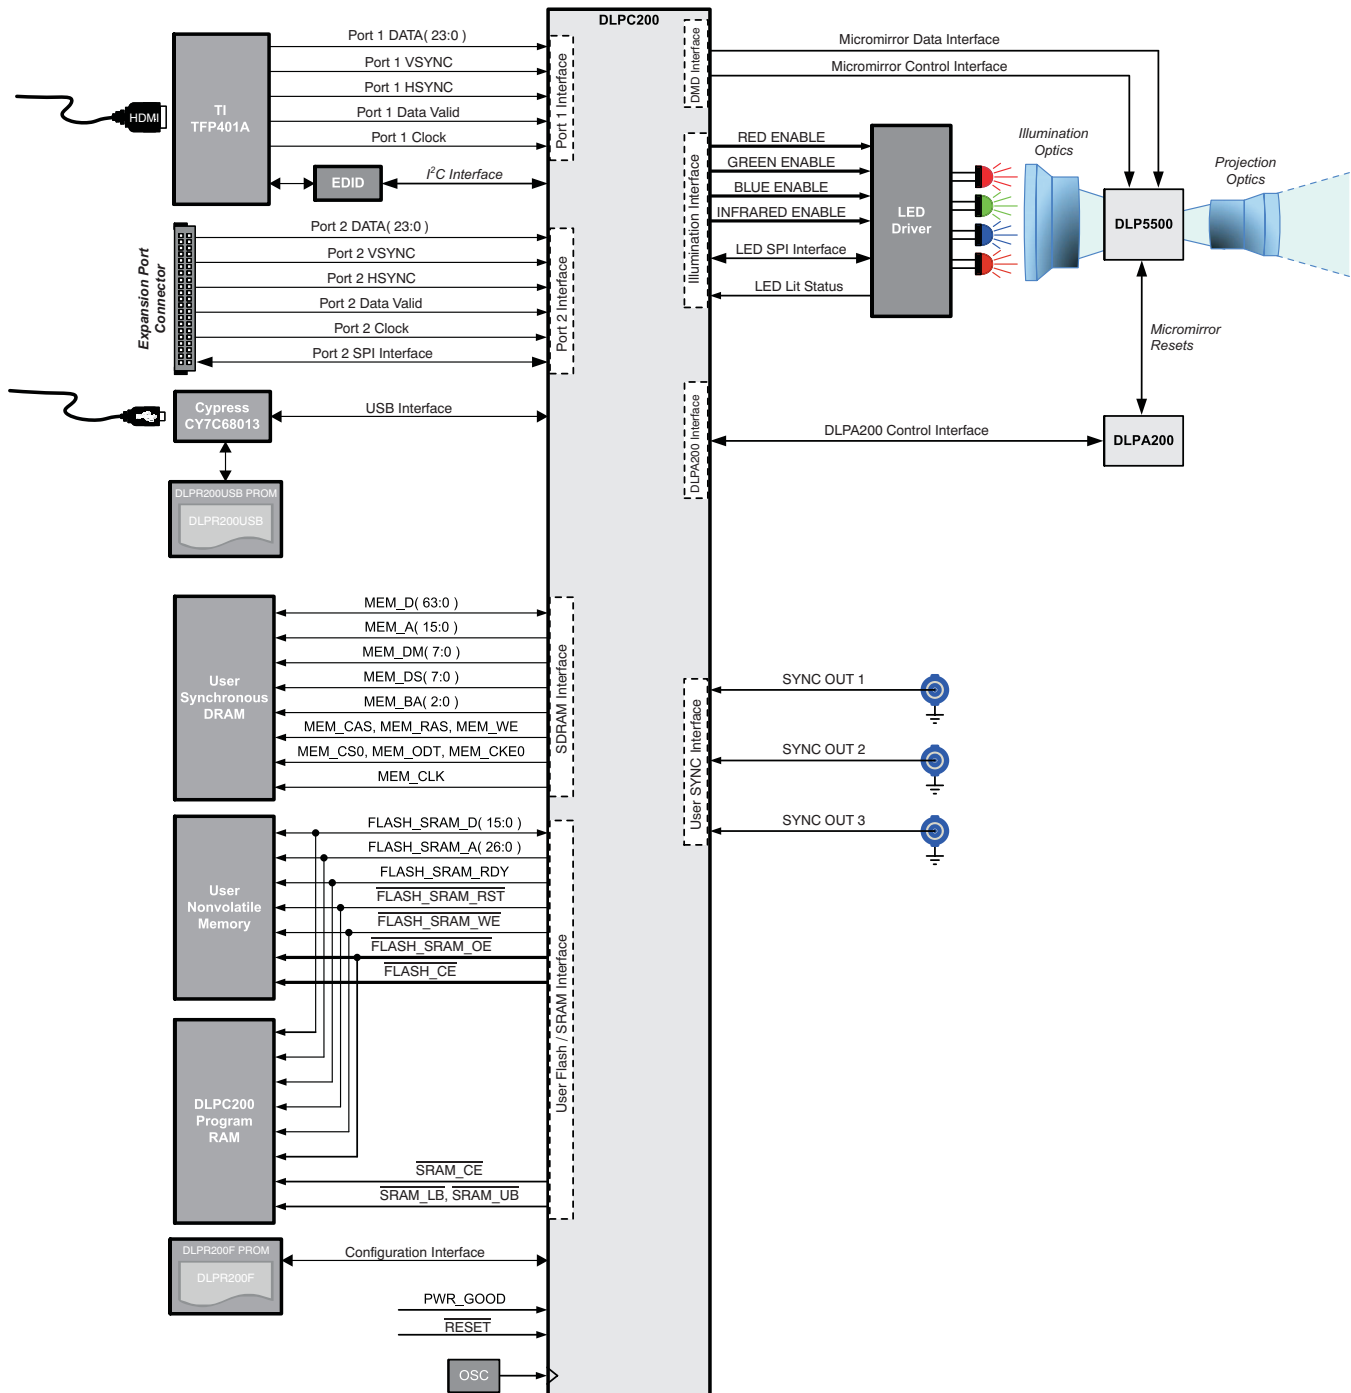 DLPC200
HDMI
TI
TFP401A
Port 1 DATA( 23:0 )
Port 1 VSYNC
Port 1 HSYNC
Port 1 Data Valid
Port 1 Clock
EDID
I²C Interface
Port 1 Interface
Expansion Port
Connector
Port 2 DATA( 23:0 )
Port 2 VSYNC
Port 2 HSYNC
Port 2 Data Valid
Port 2 Clock
Port 2 SPI Interface
Port 2 Interface
Cypress
CY7C68013
USB Interface
DLPR200USB PROM
DLPR200USB
User
Synchronous
DRAM
MEM_D( 63:0 )
MEM_A( 15:0 )
MEM_DM( 7:0 )
MEM_DS( 7:0 )
MEM_BA( 2:0 )
MEM_CAS, MEM_RAS, MEM_WE
MEM_CS0, MEM_ODT, MEM_CKE0
MEM_CLK
SDRAM Interface
User
Nonvolatile
Memory
FLASH_SRAM_D( 15:0 )
FLASH_SRAM_A( 26:0 )
FLASH_SRAM_RDY
FLASH_SRAM_RST
FLASH_SRAM_WE
FLASH_SRAM_OE
FLASH_CE
User Flash / SRAM Interface
DLPC200
Program
RAM
SRAM_CE
SRAM_LB, SRAM_UB
DLPR200F PROM
DLPR200F
Configuration Interface
PWR_GOOD
RESET
OSC
DMD Interface
Micromirror Data Interface
Micromirror Control Interface
Illumination Interface
RED ENABLE
GREEN ENABLE
BLUE ENABLE
INFRARED ENABLE
LED SPI Interface
LED Lit Status
LED
Driver
Illumination
Optics
DLP5500
Projection
Optics
Micromirror
Resets
DLPA200 Interface
DLPA200 Control Interface
DLPA200
User SYNC Interface
SYNC OUT 1
SYNC OUT 2
SYNC OUT 3